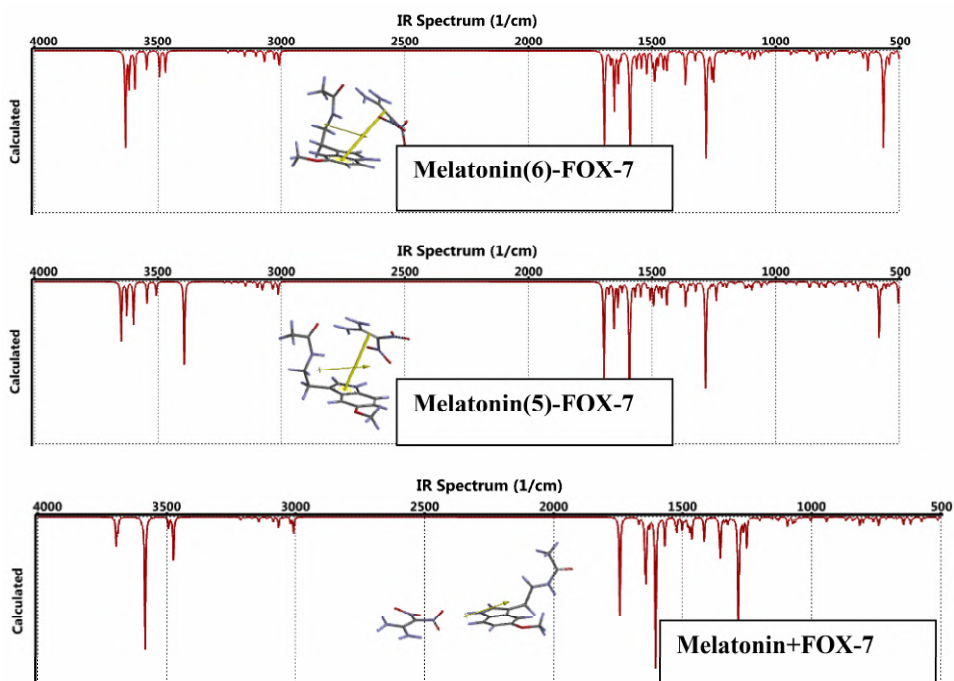 IR Spectrum (1/cm)
4000 3500 3000 2500 2000 1500 1000 500
Calculated
Melatonin(6)-FOX-7
IR Spectrum (1/cm)
4000 3500 3000 2500 2000 1500 1000 500
Calculated
Melatonin(5)-FOX-7
IR Spectrum (1/cm)
4000 3500 3000 2500 2000 1500 1000 500
Calculated
Melatonin+FOX-7